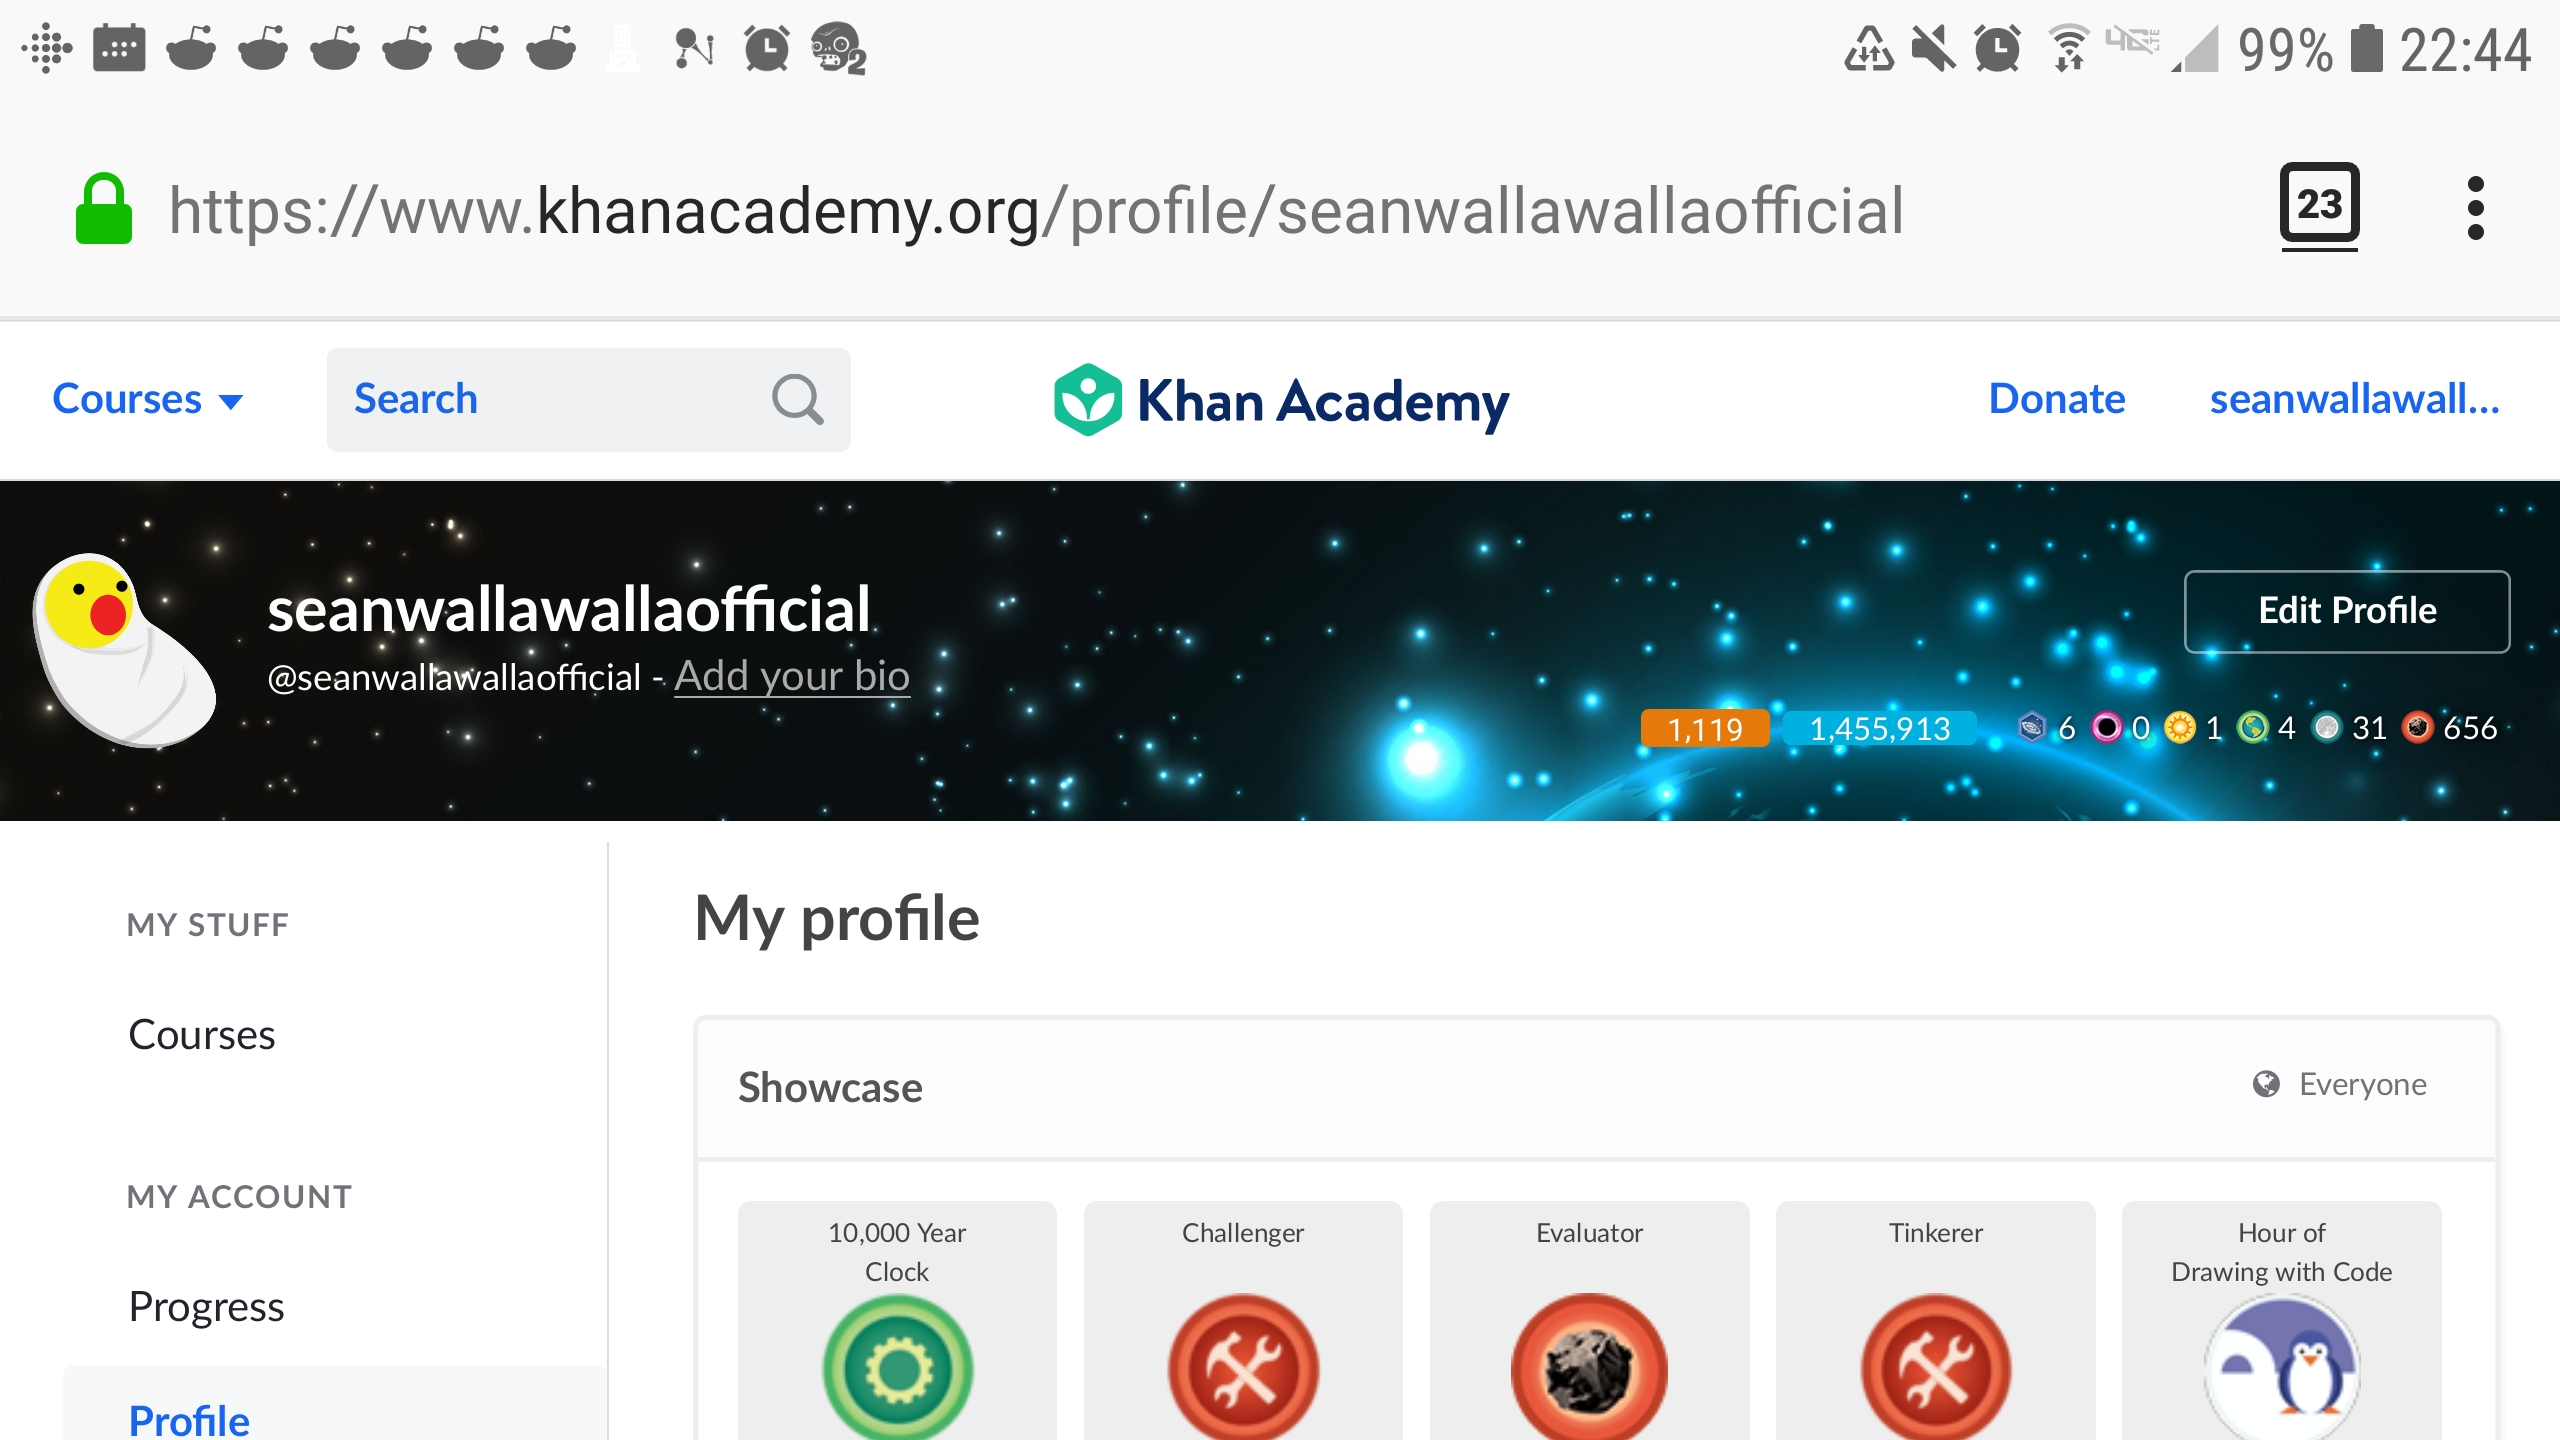 99% 22:44
https://www.khanacademy.org/profile/seanwallawallaofficial 23
Courses Search Khan Academy Donate seanwallawall...
seanwallawallaofficial Edit Profile
@seanwallawallaofficial - Add your bio
1,119 1,455,913 6 0 1 4 31 656
MY STUFF
My profile
Courses
Showcase Everyone
MY ACCOUNT
10,000 Year Clock
Challenger
Evaluator
Tinkerer
Hour of
Drawing with Code
Progress
Profile